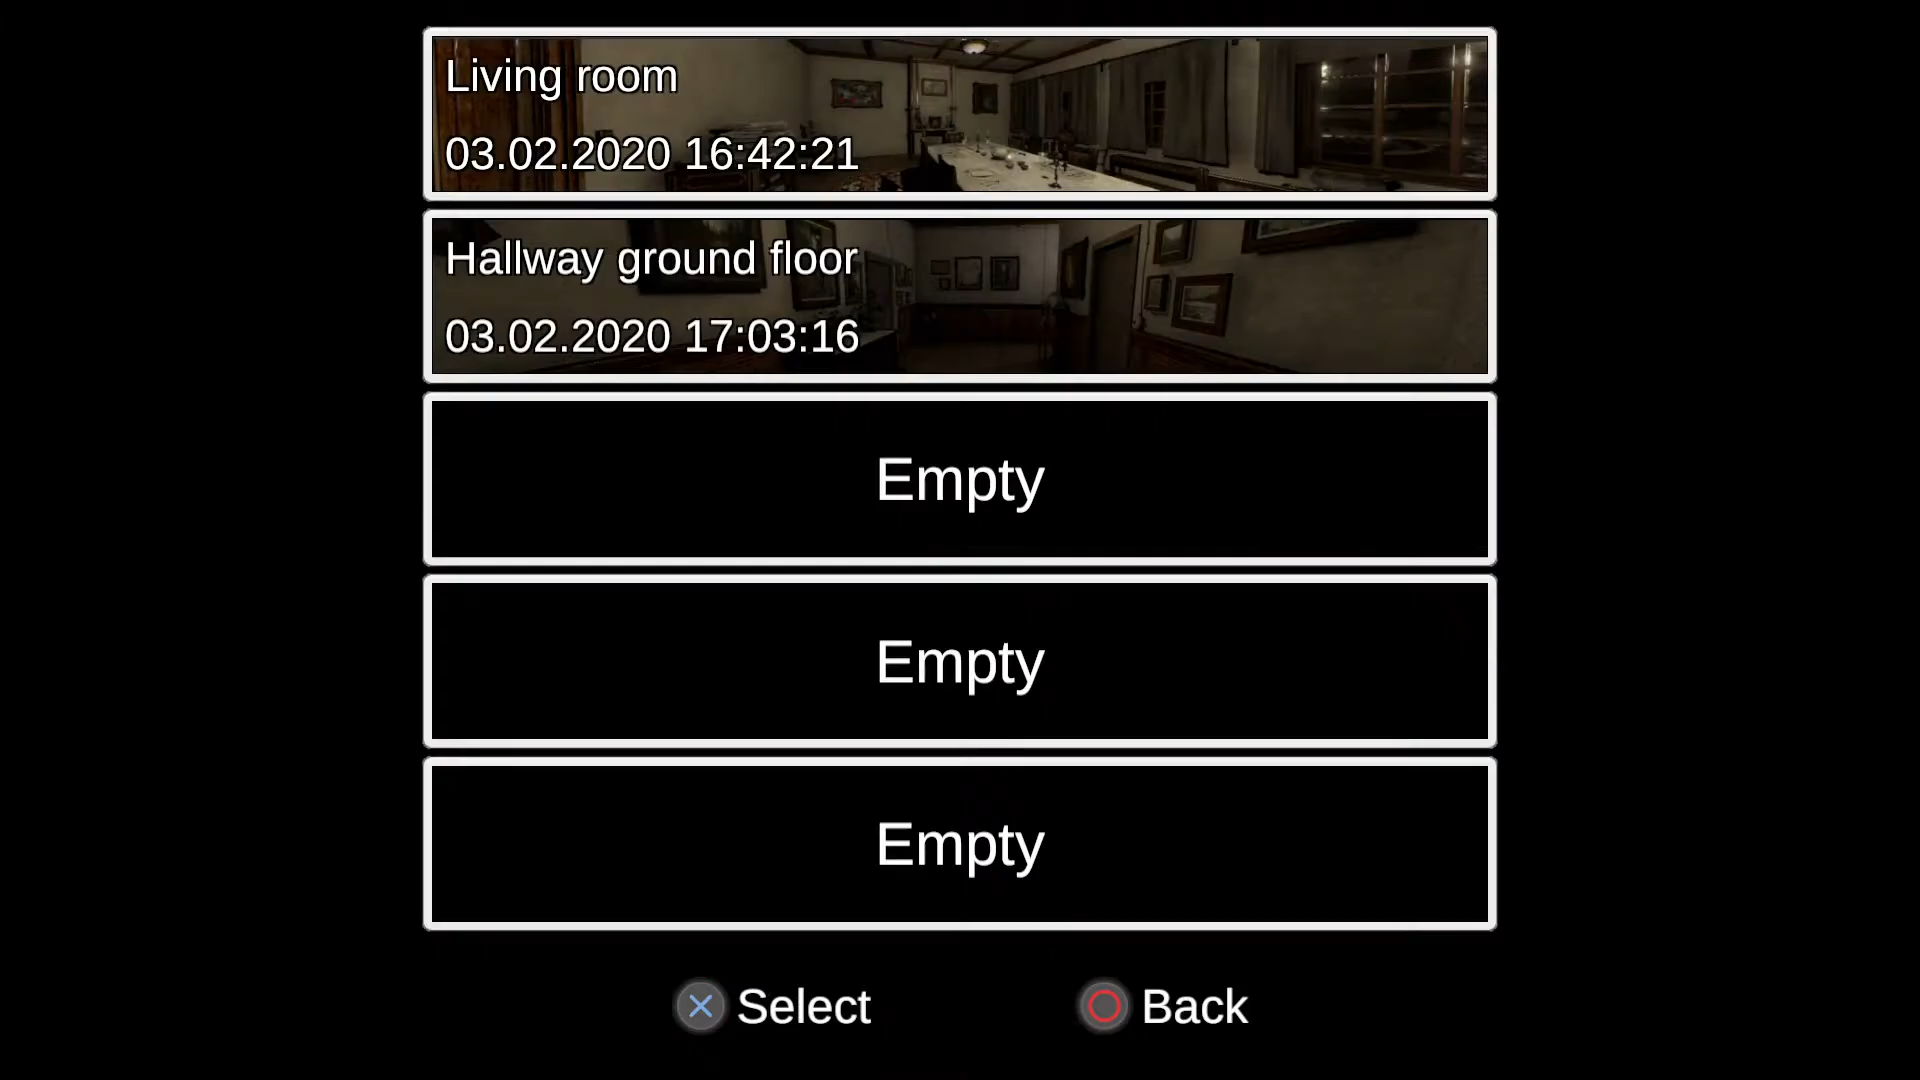 Living room
03.02.2020 16:42:21
Hallway ground floor
03.02.2020 17:03:16
Empty
Empty
Empty
Select
Back